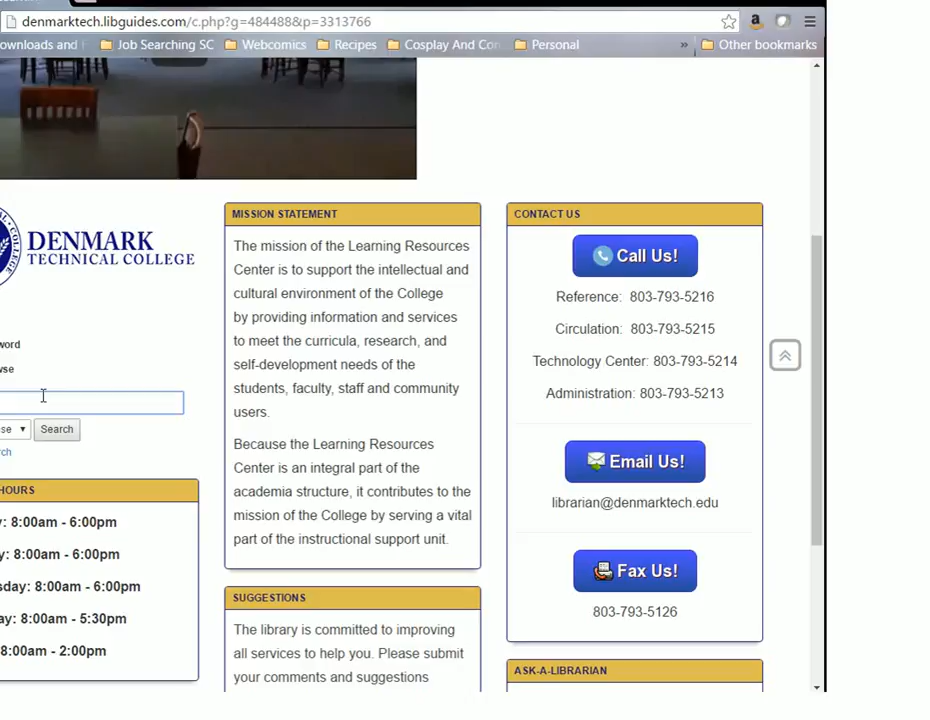 denmarktech.libguides.com/c.php?g=484488&p=3313766
ownloads and F Job Searching SC Webcomics Recipes Cosplay And Con Personal » Other bookmarks
DENMARK
TECHNICAL COLLEGE
word
wse
se Search
rch
HOURS
y: 8:00am - 6:00pm
y: 8:00am - 6:00pm
sday: 8:00am - 6:00pm
ay: 8:00am - 5:30pm
8:00am - 2:00pm
MISSION STATEMENT
The mission of the Learning Resources
Center is to support the intellectual and
cultural environment of the College
by providing information and services
to meet the curricula, research, and
self-development needs of the
students, faculty, staff and community
users.
Because the Learning Resources
Center is an integral part of the
academia structure, it contributes to the
mission of the College by serving a vital
part of the instructional support unit.
SUGGESTIONS
The library is committed to improving
all services to help you. Please submit
your comments and suggestions
CONTACT US
Call Us!
Reference: 803-793-5216
Circulation: 803-793-5215
Technology Center: 803-793-5214
Administration: 803-793-5213
Email Us!
librarian@denmarktech.edu
Fax Us!
803-793-5126
ASK-A-LIBRARIAN